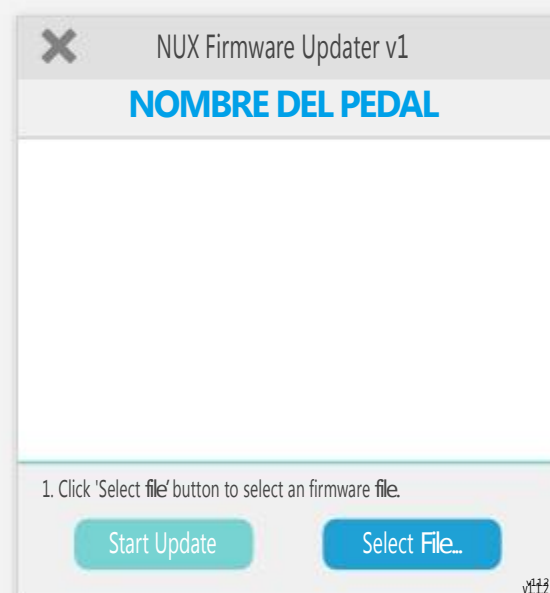 NUX Firmware Updater v1
NOMBRE DEL PEDAL
1. Click 'Select file' button to select an firmware file.
Start Update
Select File...